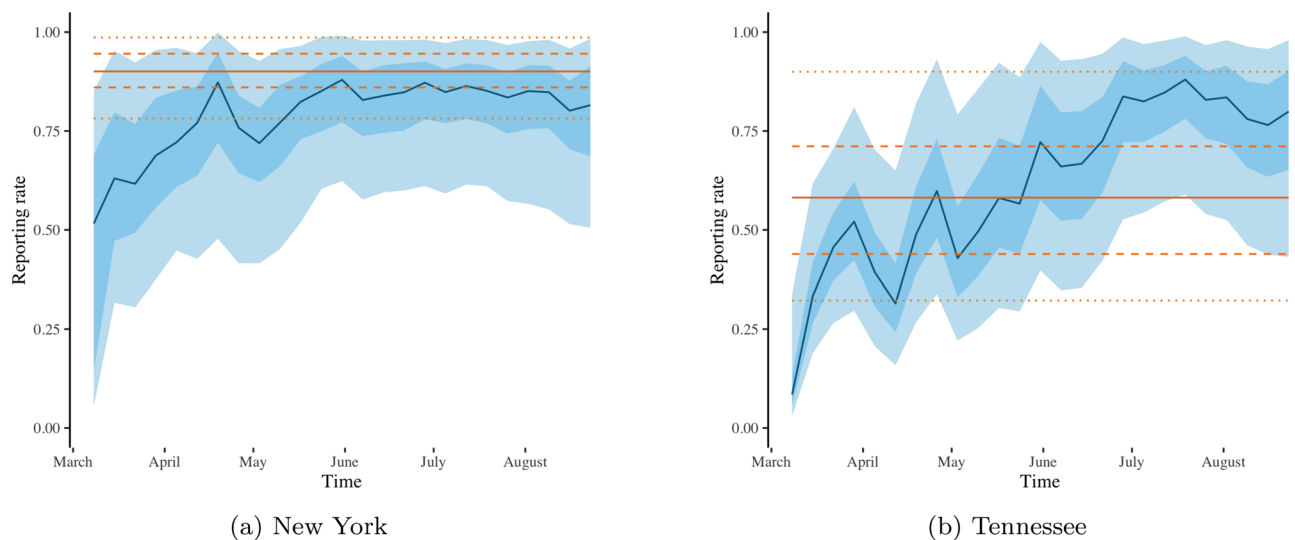 Reporting rate
1.00
0.75
0.50
0.25
0.00
March April May June July August
Time
(a) New York
Reporting rate
1.00
0.75
0.50
0.25
0.00
March April May June July August
Time
(b) Tennessee